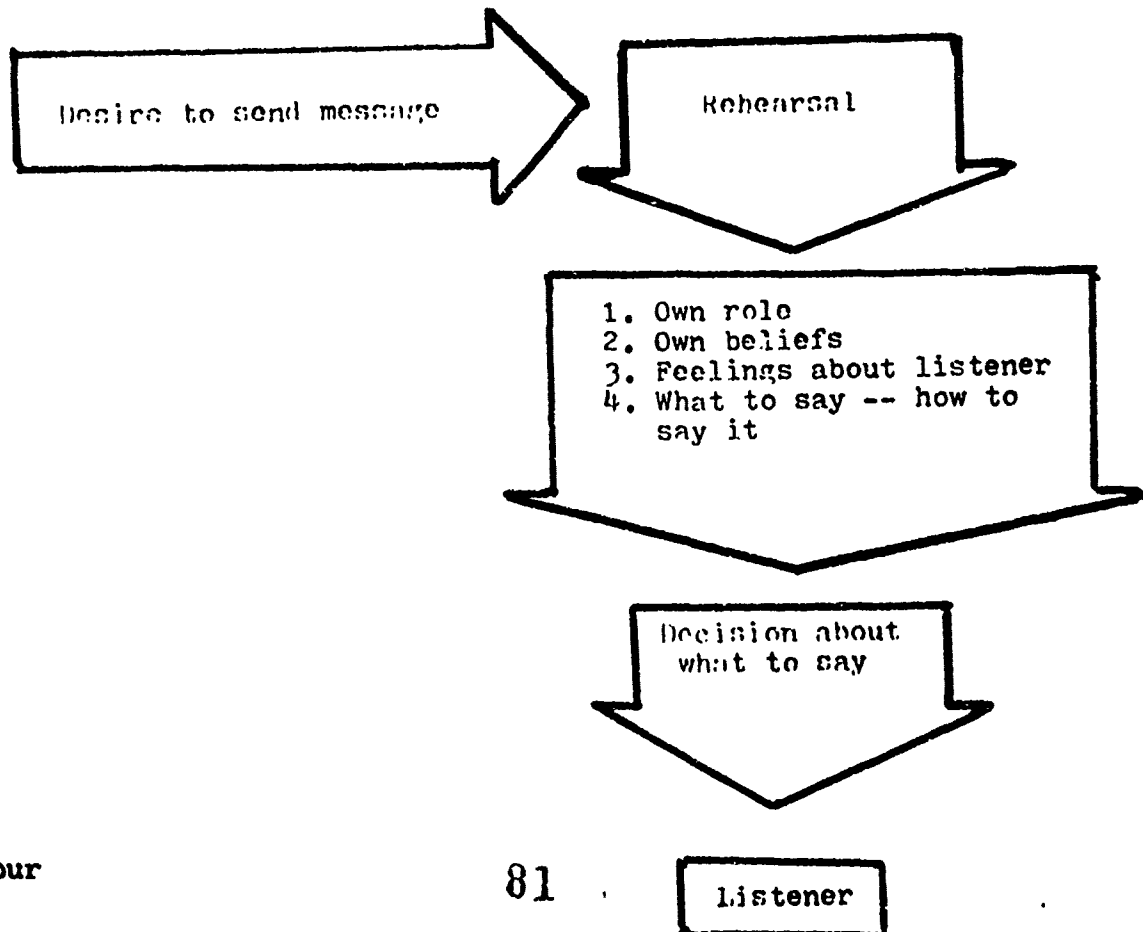 Desire to send message
Rehearsal
1. Own role
2. Own beliefs
3. Feelings about listener
4. What to say -- how to
say it
Decision about
what to say
our
81
Listener